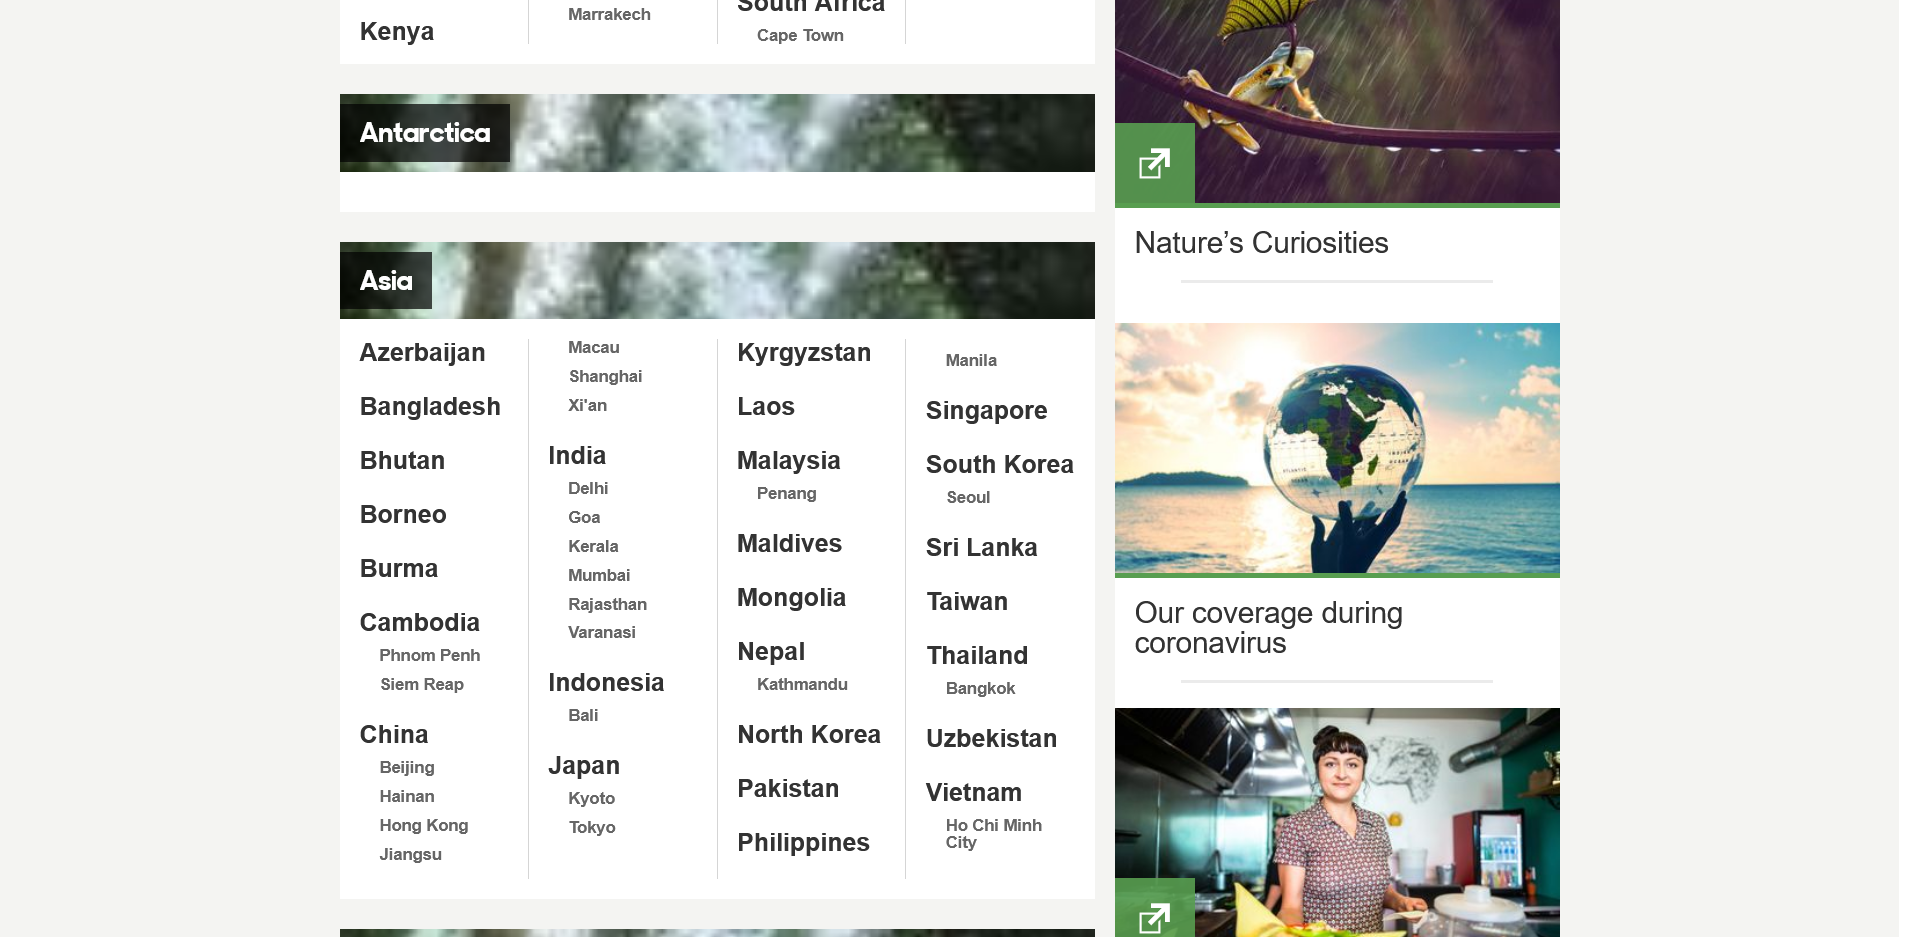 Kenya
Marrakech
South Africa
Cape Town
Antarctica
Asia
Azerbaijan
Bangladesh
Bhutan
Borneo
Burma
Cambodia
Phnom Penh
Siem Reap
China
Beijing
Hainan
Hong Kong
Jiangsu
Macau
Shanghai
Xi'an
India
Delhi
Goa
Kerala
Mumbai
Rajasthan
Varanasi
Indonesia
Bali
Japan
Kyoto
Tokyo
Kyrgyzstan
Laos
Malaysia
Penang
Maldives
Mongolia
Nepal
Kathmandu
North Korea
Pakistan
Philippines
Manila
Singapore
South Korea
Seoul
Sri Lanka
Taiwan
Thailand
Bangkok
Uzbekistan
Vietnam
Ho Chi Minh
City
Nature’s Curiosities
Our coverage during
coronavirus